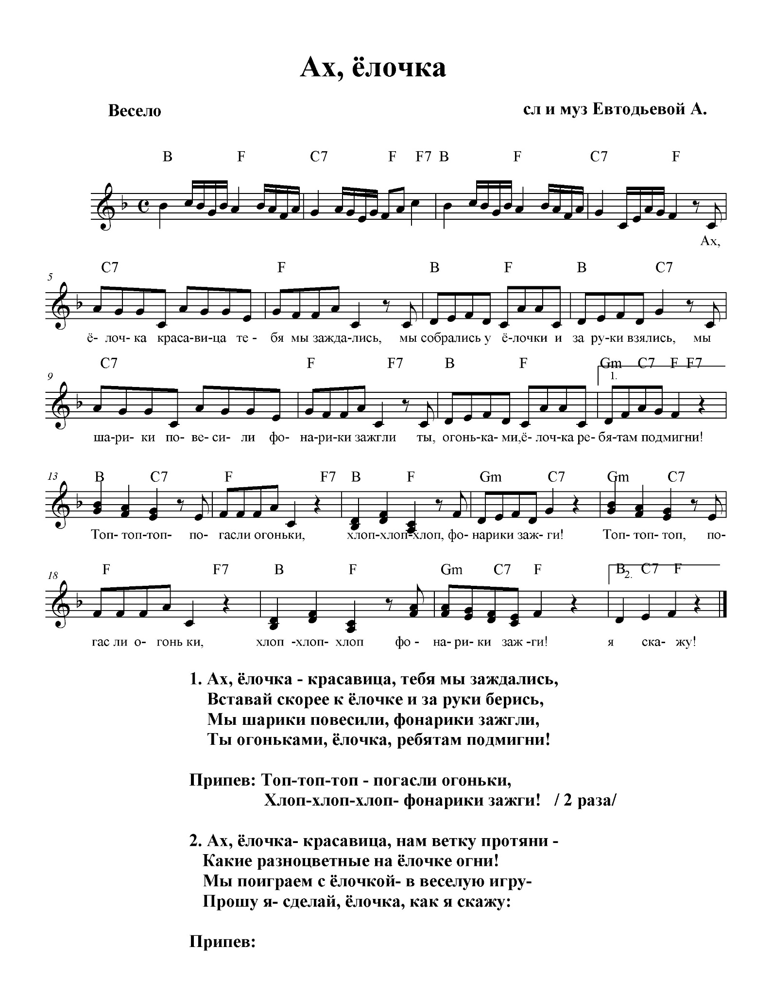 Ах, ёлочка
Весело
сл и муз Евтодьевой А.
B F C7 F F7 B F C7 F
Ах,
5
C7 F B F B C7
ё- лоч- ка краса-ви-ца те - бя мы зажда-лись, мы собрались у ё-лочки и за ру-ки взялись, мы
9
C7 F F7 B F Gm C7 F F7
1.
ша-ри- ки по- ве- си- ли фо- на-ри-ки зажгли ты, огонь-ка- ми,ё- лоч-ка ре- бя-там подмигни!
13
B C7 F F7 B F Gm C7 Gm C7
Топ- топ-топ- по- гасли огоньки, хлоп-хлоп-хлоп, фо- нарики заж- ги! Топ- топ- топ, по-
18
F F7 B F Gm C7 F B C7 F
2.
гас ли о- гонь ки, хлоп -хлоп- хлоп фо - на- ри- ки заж -ги! я ска- жу!
1. Ах, ёлочка - красавица, тебя мы заждались,
Вставай скорее к ёлочке и за руки берись,
Мы шарики повесили, фонарики зажгли,
Ты огоньками, ёлочка, ребятам подмигни!
Припев: Топ-топ-топ - погасли огоньки,
Хлоп-хлоп-хлоп- фонарики зажги! / 2 раза/
2. Ах, ёлочка- красавица, нам ветку протяни -
Какие разноцветные на ёлочке огни!
Мы поиграем с ёлочкой- в веселую игру-
Прошу я- сделай, ёлочка, как я скажу:
Припев: